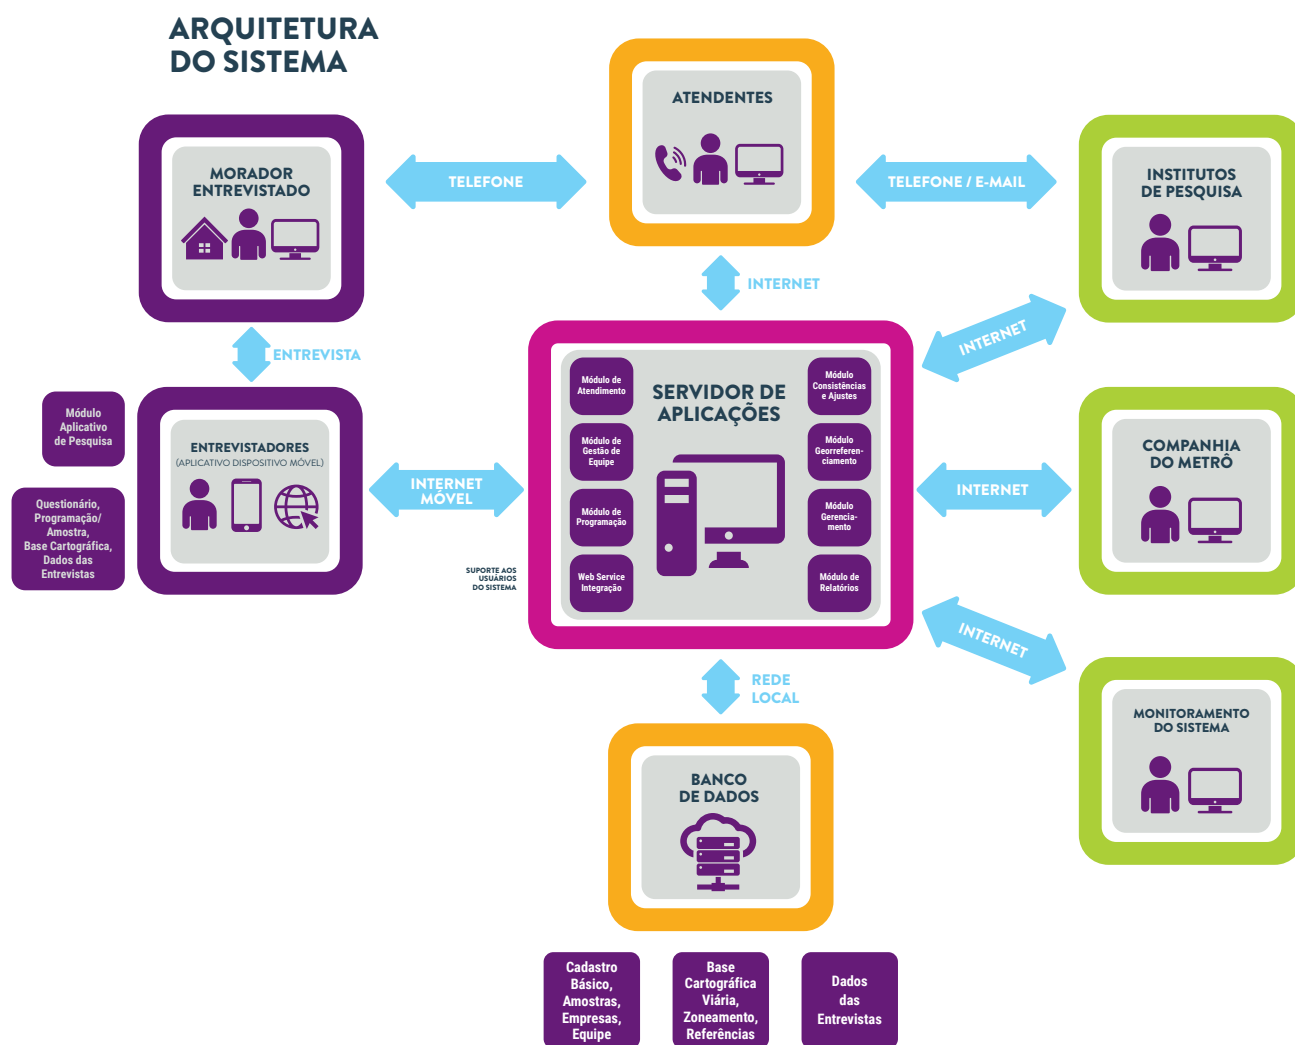 ARQUITETURA
DO SISTEMA
ATENDENTES
MORADOR
ENTREVISTADO
TELEFONE
TELEFONE / E-MAIL
INSTITUTOS
DE PESQUISA
INTERNET
ENTREVISTA
INTERNET
Módulo
Aplicativo
de Pesquisa
ENTREVISTADORES
(APLICATIVO DISPOSITIVO MÓVEL)
Questionário,
Programação/
Amostra,
Base Cartográfica,
Dados das
Entrevistas
INTERNET
MÓVEL
SUPORTE AOS
USUÁRIOS
DO SISTEMA
SERVIDOR DE
APLICAÇÕES
Módulo de
Atendimento
Módulo de
Gestão de
Equipe
Módulo de
Programação
Web Service
Integração
Módulo
Consistências
e Ajustes
Módulo
Georreferen-
ciamento
Módulo
Gerencia-
mento
Módulo de
Relatórios
INTERNET
COMPANHIA
DO METRÔ
INTERNET
MONITORAMENTO
DO SISTEMA
REDE
LOCAL
BANCO
DE DADOS
Cadastro
Básico,
Amostras,
Empresas,
Equipe
Base
Cartográfica
Viária,
Zoneamento,
Referências
Dados
das
Entrevistas